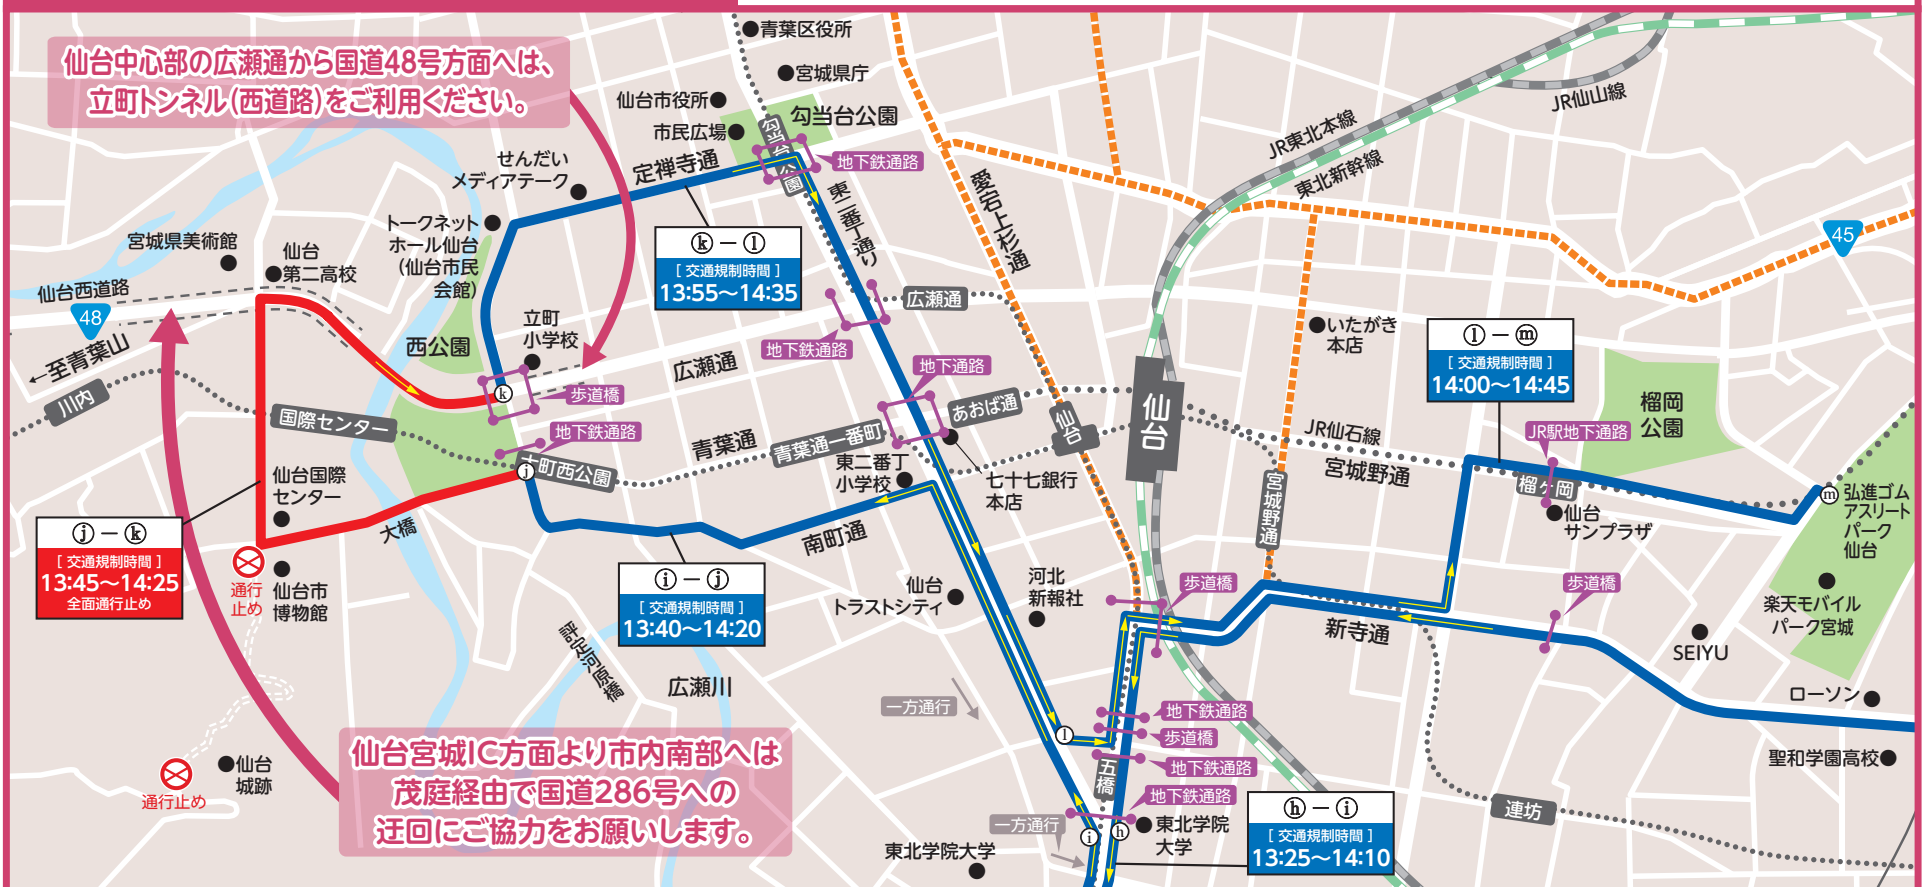 仙台中心部の広瀬通から国道48号方面へは、
立町トンネル（西道路）をご利用ください。
青葉区役所
宮城県庁
仙台市役所
市民広場
勾当台公園
勾当台公園
地下鉄通路
定禅寺通
せんだい
メディアテーク
トークネット
ホール仙台
（仙台市民
会館）
宮城県美術館
仙台
第二高校
仙台西道路
48
←至青葉山
川内
西公園
立町
小学校
k
歩道橋
広瀬通
東二番丁通り
ⓚ－ⓛ
［ 交通規制時間 ］
13:55〜14:35
愛宕上杉通
JR東北本線
東北新幹線
JR仙山線
45
広瀬通
地下鉄通路
地下通路
あおば通
仙台
仙台
いたがき
本店
ⓛ－ⓜ
［ 交通規制時間 ］
14:00〜14:45
榴岡
公園
JR仙石線
宮城野通
JR駅地下通路
榴ヶ岡
仙台
サンプラザ
m
弘進ゴム
アスリート
パーク
仙台
国際センター
地下鉄通路
大町西公園
j
青葉通
青葉通一番町
東二番丁
小学校
七十七銀行
本店
宮城野通
仙台国際
センター
大橋
ⓙ－ⓚ
［ 交通規制時間 ］
13:45〜14:25
全面通行止め
通行
止め
仙台市
博物館
南町通
ⓘ－ⓙ
［ 交通規制時間 ］
13:40〜14:20
仙台
トラストシティ
河北
新報社
歩道橋
新寺通
歩道橋
楽天モバイル
パーク宮城
SEIYU
ローソン
聖和学園高校
評定河原橋
広瀬川
一方通行
l
地下鉄通路
歩道橋
地下鉄通路
五橋
地下鉄通路
仙台
城跡
通行止め
仙台宮城IC方面より市内南部へは
茂庭経由で国道286号への
迂回にご協力をお願いします。
一方通行
i
h
東北学院
大学
東北学院大学
ⓗ－ⓘ
［ 交通規制時間 ］
13:25〜14:10
連坊